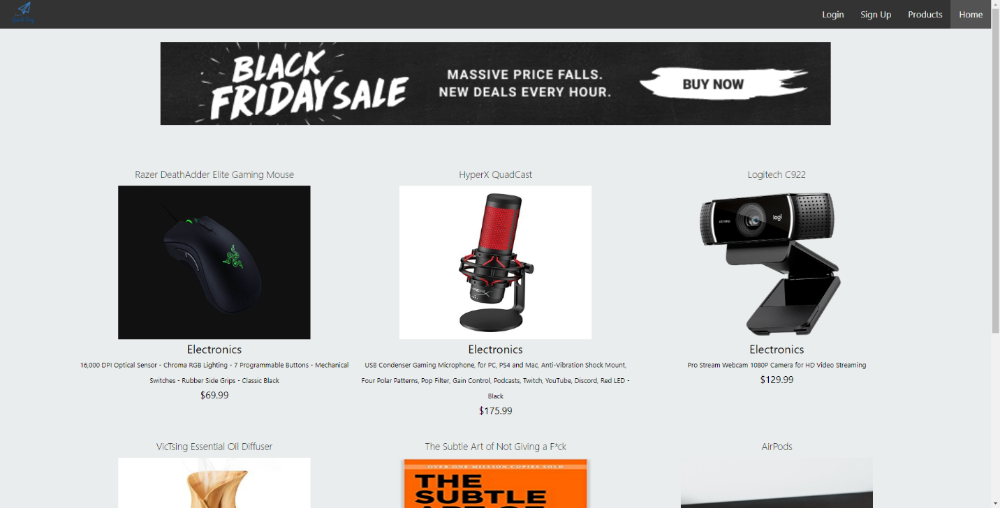 Login Sign Up Products Home
BLACK
FRIDAY SALE
MASSIVE PRICE FALLS.
NEW DEALS EVERY HOUR.
BUY NOW
Razer DeathAdder Elite Gaming Mouse
HyperX QuadCast
Logitech C922
HD 1080p
logi
Electronics
16,000 DPI Optical Sensor - Chroma RGB Lighting - 7 Programmable Buttons - Mechanical
Switches - Rubber Side Grips - Classic Black
$69.99
Electronics
USB Condenser Gaming Microphone, for PC, PS4 and Mac, Anti-Vibration Shock Mount,
Four Polar Patterns, Pop Filter, Gain Control, Podcasts, Twitch, YouTube, Discord, Red LED -
Black
$175.99
Electronics
Pro Stream Webcam 1080P Camera for HD Video Streaming
$129.99
VicTsing Essential Oil Diffuser
The Subtle Art of Not Giving a F*ck
AirPods
OVER ONE MILLION COPIES SOLD
THE
SUBTLE
ART OF